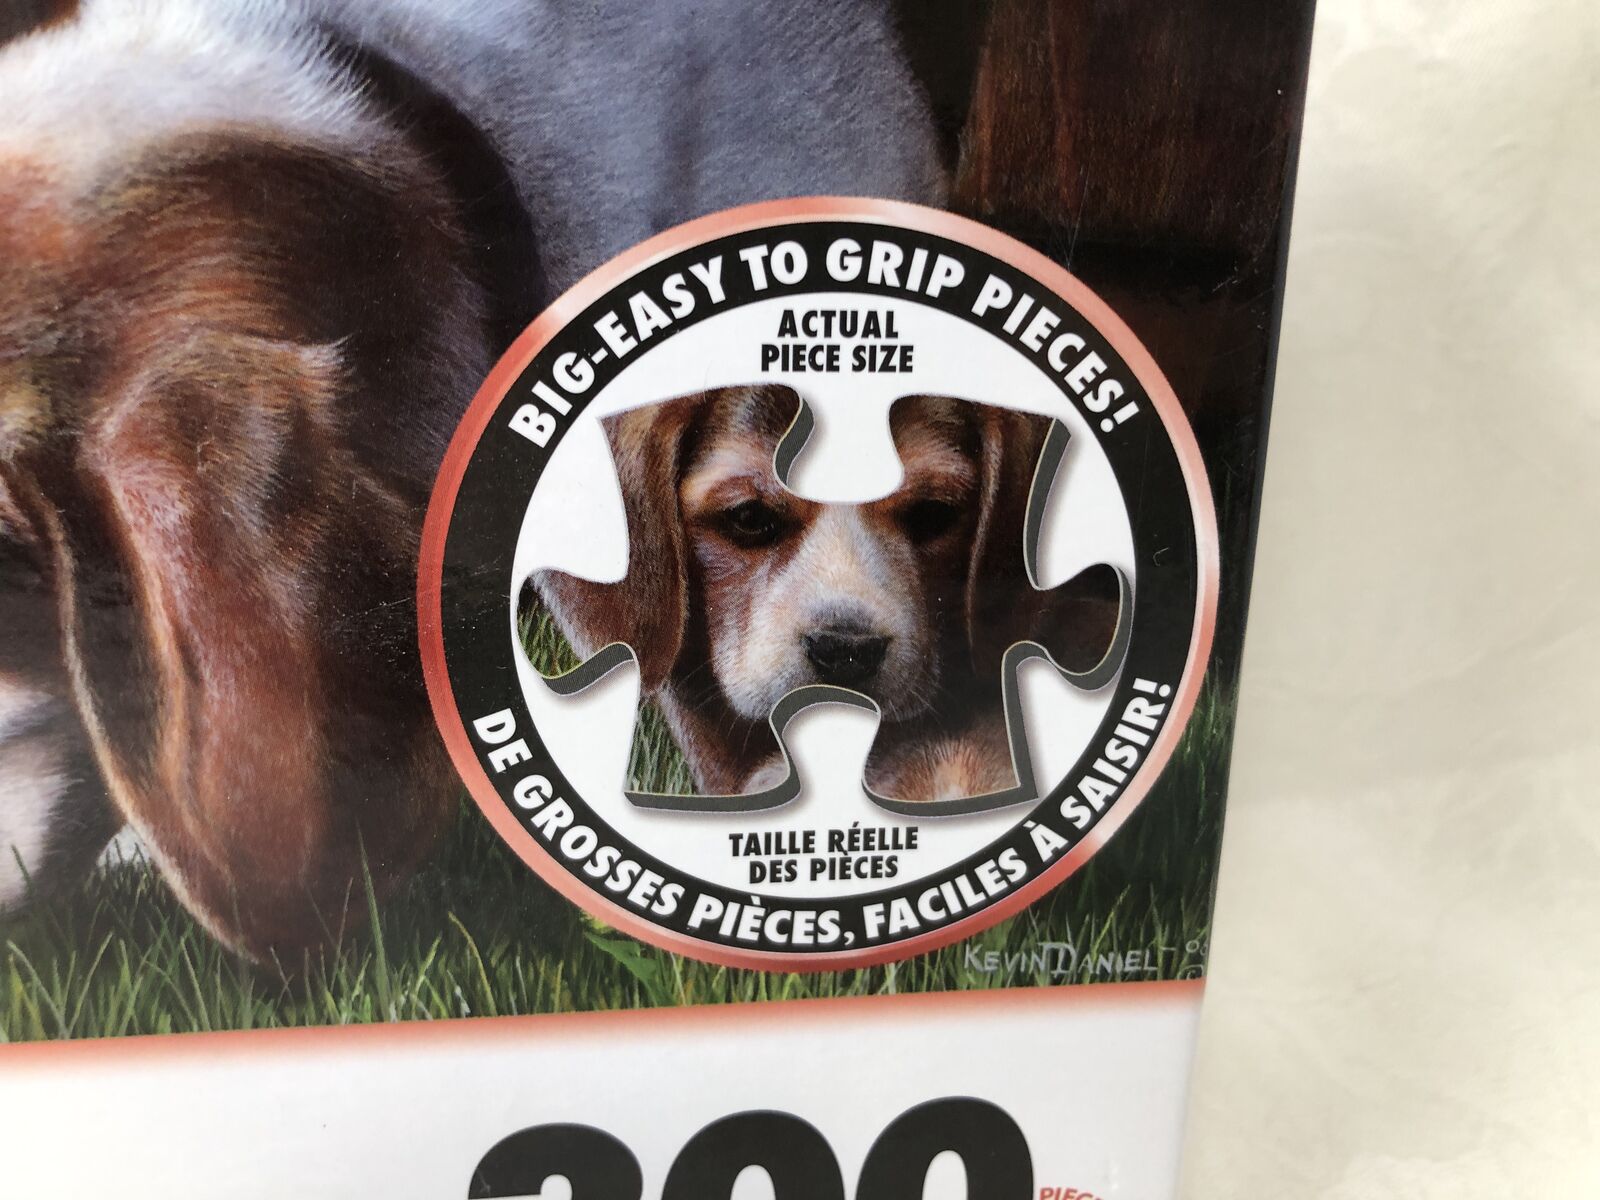 BIG-EASY TO GRIP PIECES!
ACTUAL
PIECE SIZE
TAILLE RÉELLE
DES PIÈCES
DE GROSSES PIÈCES, FACILES À SAISIR!
KEVIN DANIEL